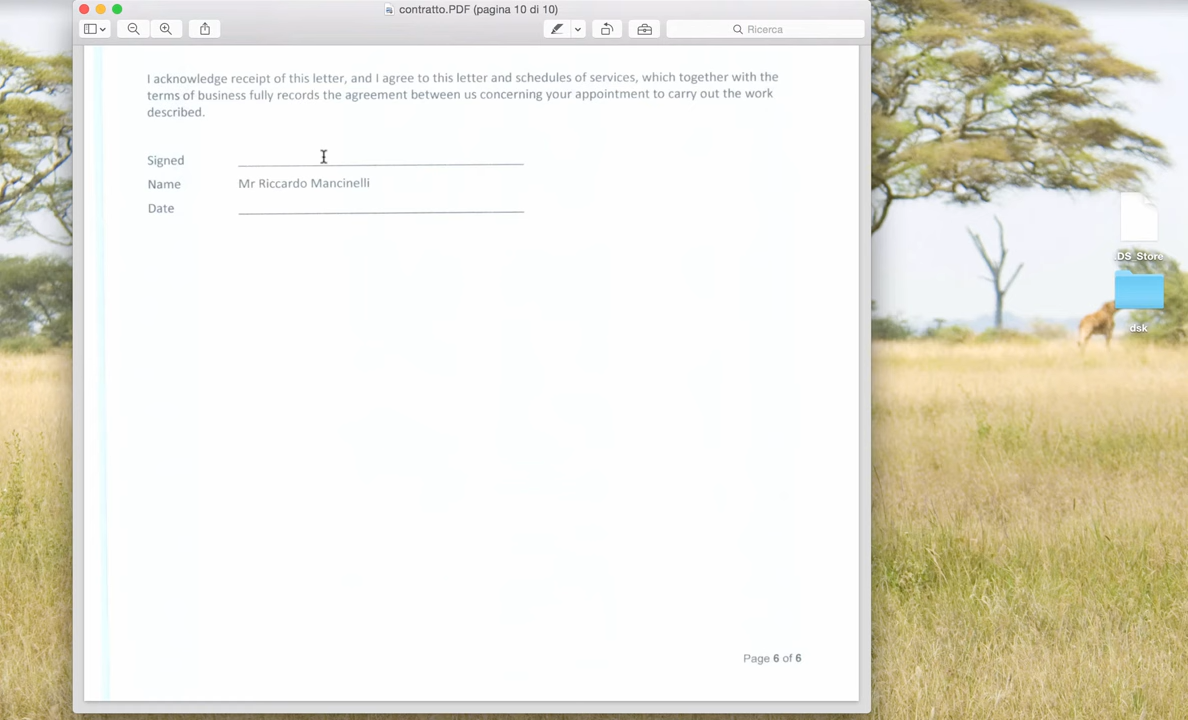 contratto.PDF (pagina 10 di 10)
Ricerca
I acknowledge receipt of this letter, and I agree to this letter and schedules of services, which together with the
terms of business fully records the agreement between us concerning your appointment to carry out the work
described.
Signed
Name Mr Riccardo Mancinelli
Date
.DS_Store
dsk
Page 6 of 6